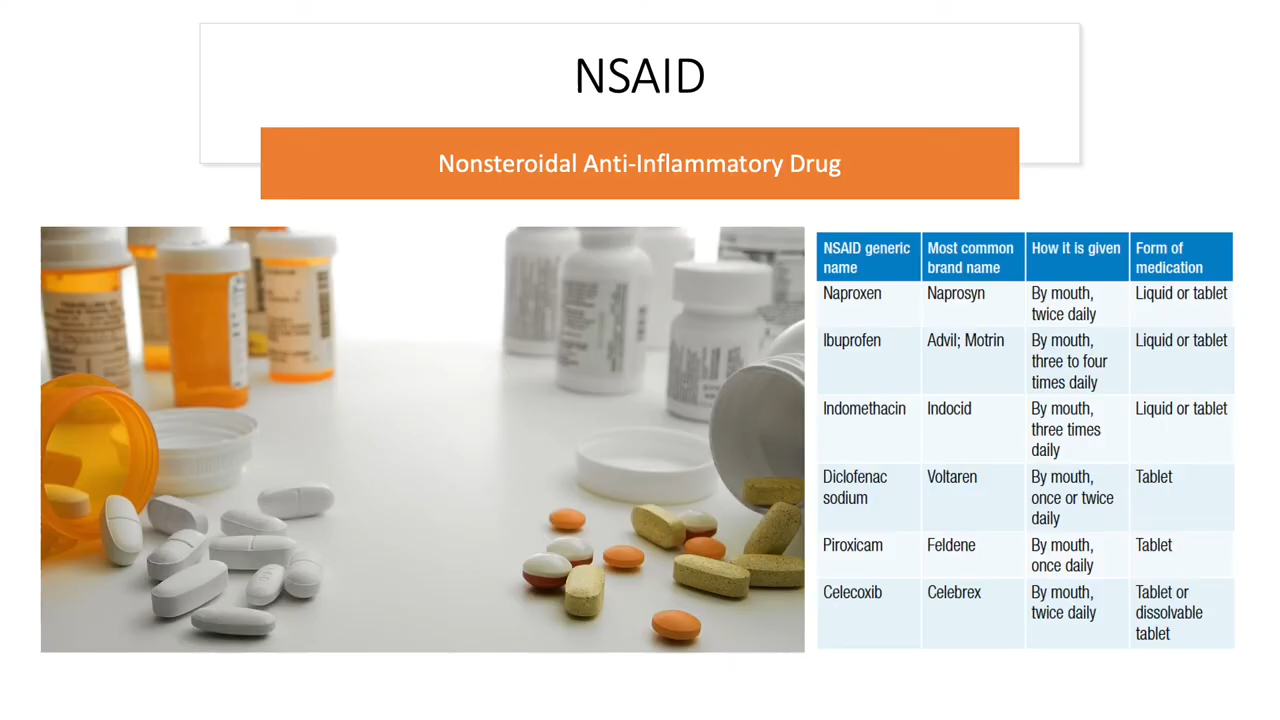 NSAID
Nonsteroidal Anti-Inflammatory Drug
NSAID generic name | Most common brand name | How it is given | Form of medication
Naproxen | Naprosyn | By mouth, twice daily | Liquid or tablet
Ibuprofen | Advil; Motrin | By mouth, three to four times daily | Liquid or tablet
Indomethacin | Indocid | By mouth, three times daily | Liquid or tablet
Diclofenac sodium | Voltaren | By mouth, once or twice daily | Tablet
Piroxicam | Feldene | By mouth, once daily | Tablet
Celecoxib | Celebrex | By mouth, twice daily | Tablet or dissolvable tablet